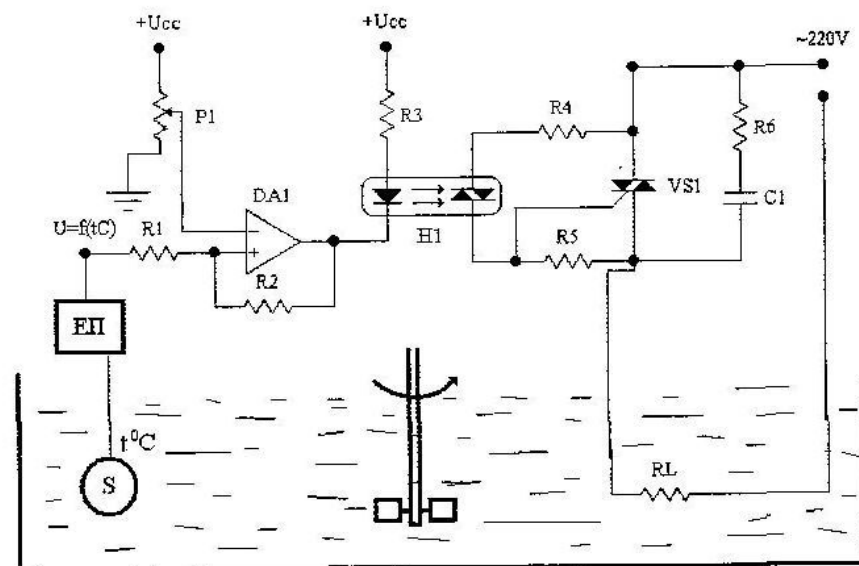 +Ucc
+Ucc
~220V
P1
R3
R4
R6
DA1
VS1
C1
U=f(tC)
R1
H1
R5
R2
ЕП
t⁰C
S
RL